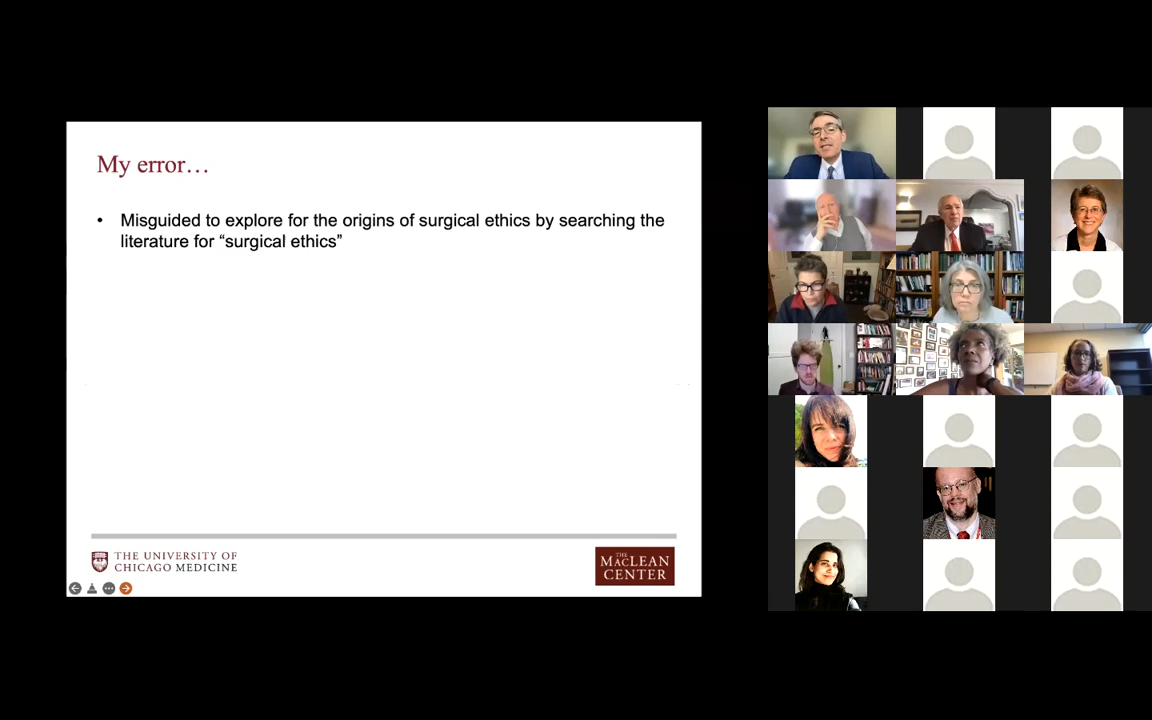 My error…
• Misguided to explore for the origins of surgical ethics by searching the
literature for “surgical ethics”
THE UNIVERSITY OF
CHICAGO MEDICINE
THE
MACLEAN
CENTER